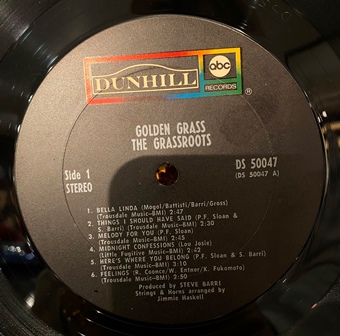 DUNHILL
abc
RECORDS
®
GOLDEN GRASS
THE GRASSROOTS
Side 1
STEREO
DS 50047
(DS 50047 A)
1. BELLA LINDA (Mogol/Battisti/Barri/Gross)
(Trousdale Music—BMI) 2:47
2. THINGS I SHOULD HAVE SAID (P.F. Sloan &
S. Barri) (Trousdale Music—BMI) 2:30
3. MELODY FOR YOU (P.F. Sloan)
(Trousdale Music—BMI) 2:45
4. MIDNIGHT CONFESSIONS (Lou Josie)
(Little Fugitive Music—BMI) 2:42
5. HERE'S WHERE YOU BELONG (P.F. Sloan & S. Barri)
(Trousdale Music—BMI) 3:10
6. FEELINGS (R. Coonce/W. Entner/K. Fukomoto)
(Trousdale Music—BMI) 2:50
Produced by STEVE BARRI
Strings & Horns arranged by
Jimmie Haskell